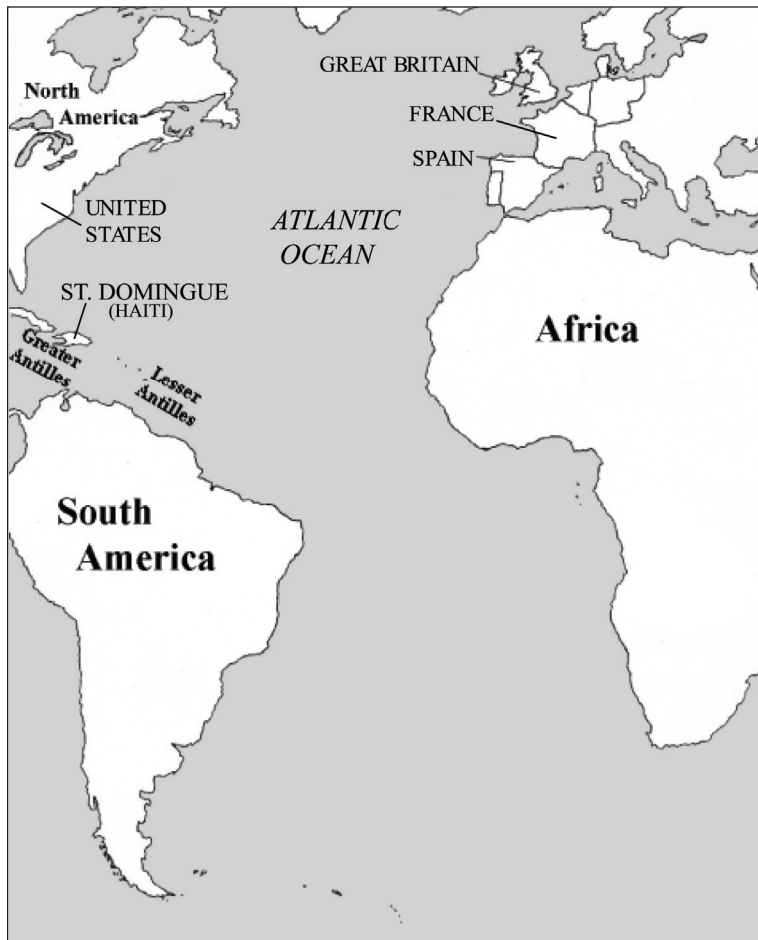 GREAT BRITAIN
North
America
FRANCE
SPAIN
UNITED
STATES
ATLANTIC
OCEAN
ST. DOMINGUE
(HAITI)
Africa
Greater
Antilles
Lesser
Antilles
South
America